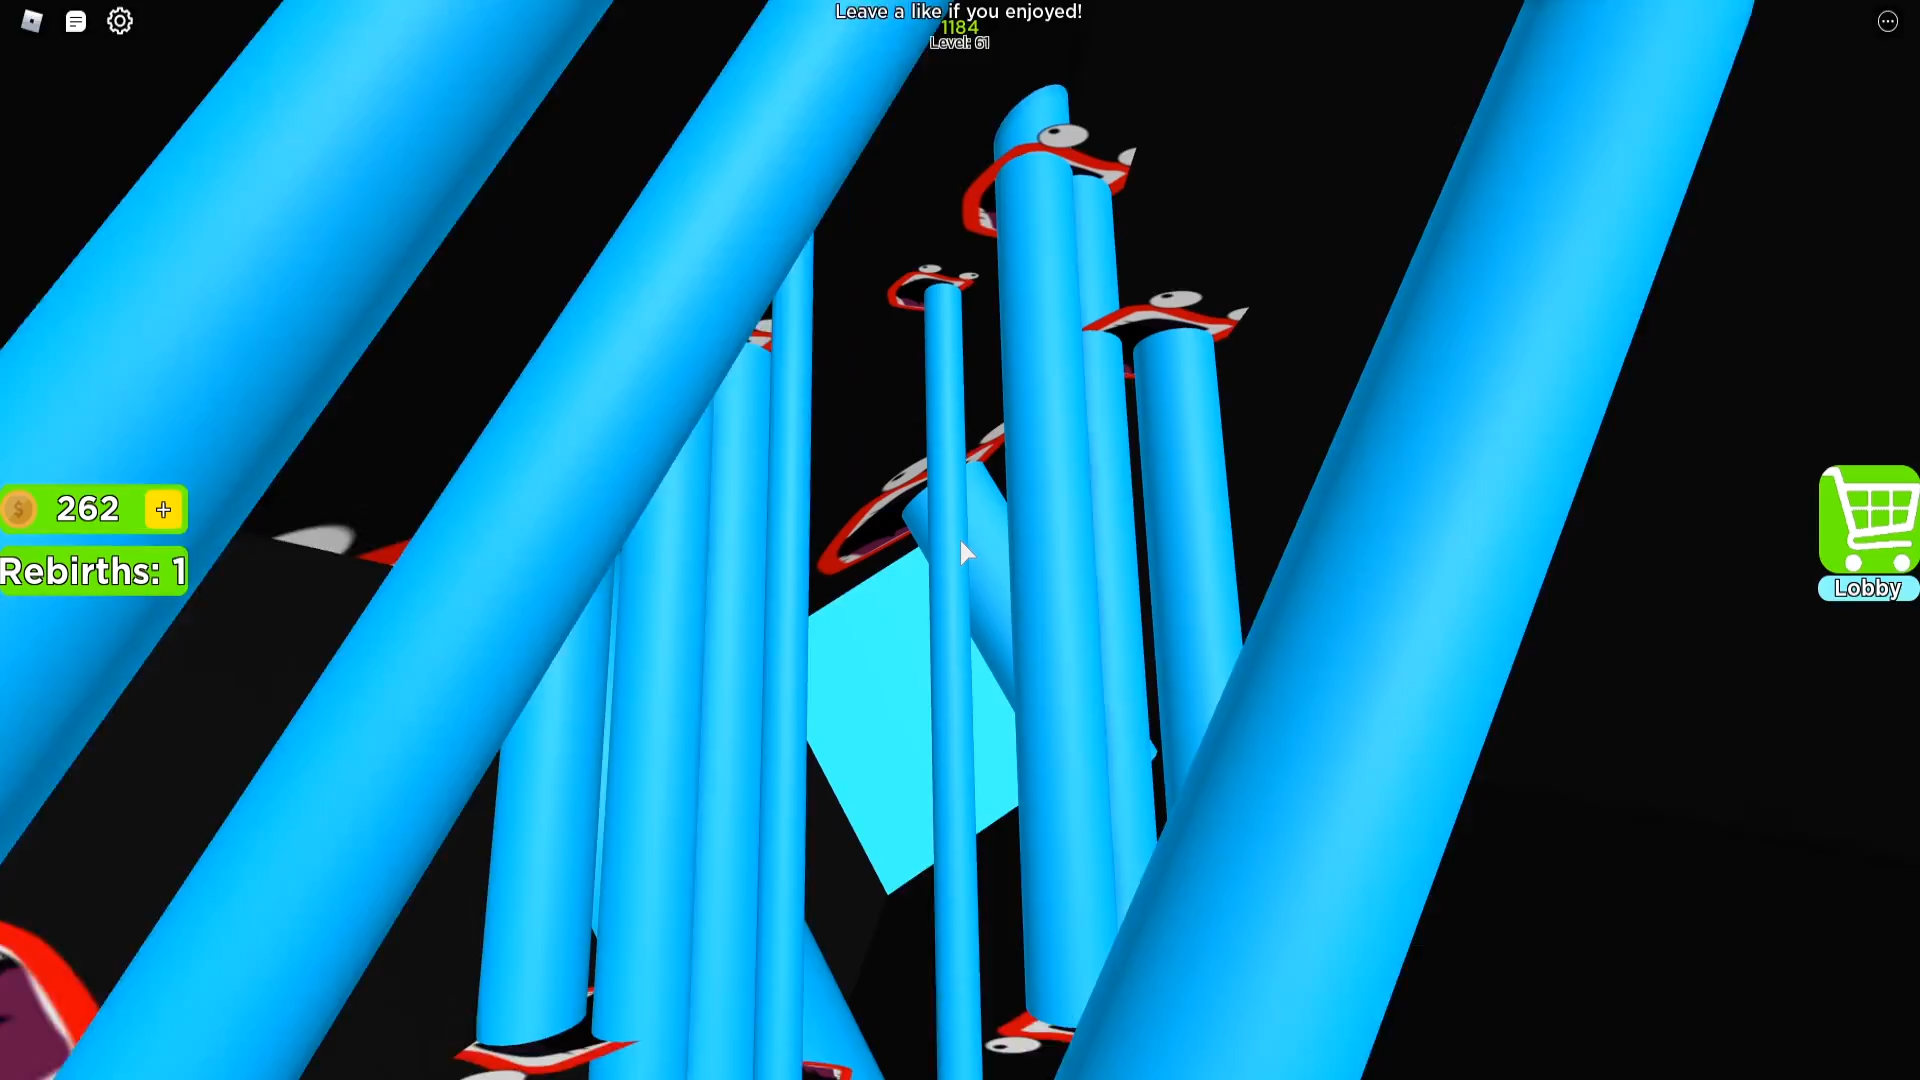 Leave a like if you enjoyed!
1184
Level: 61
262 +
Rebirths: 1
Lobby